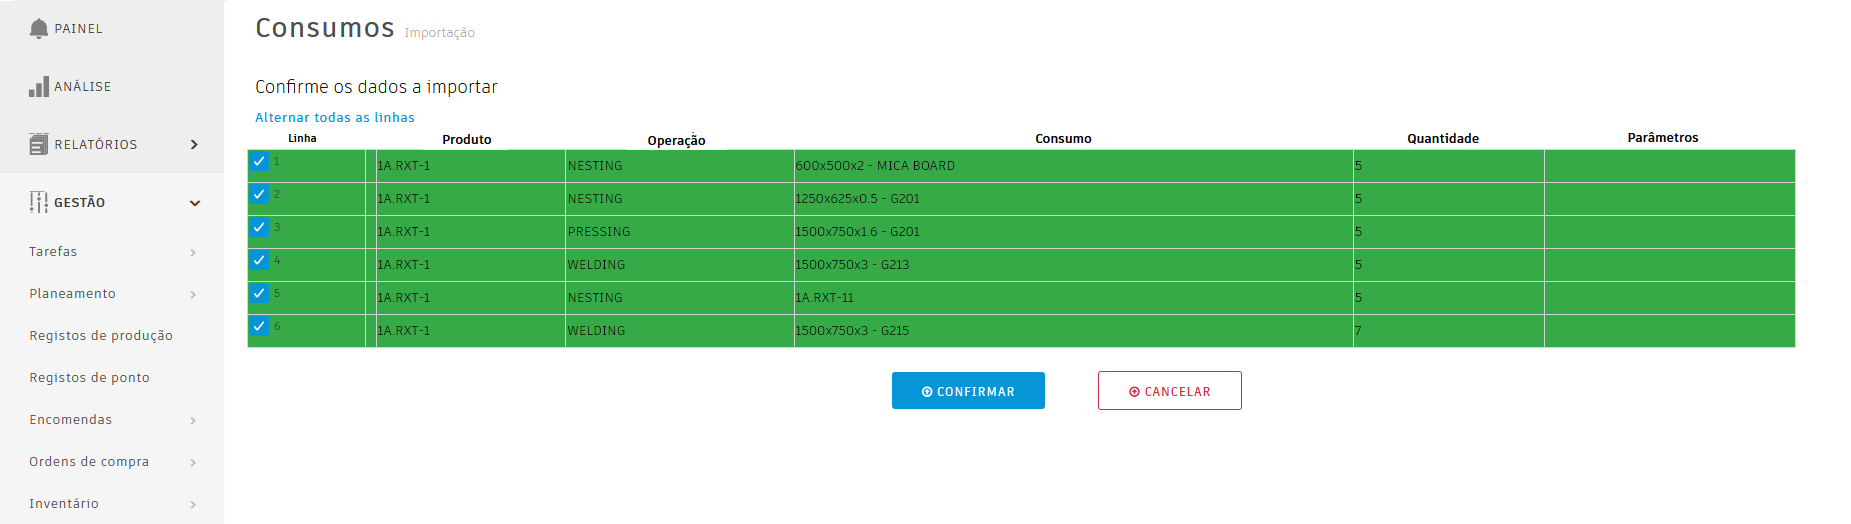 PAINEL
ANÁLISE
RELATÓRIOS
GESTÃO
Tarefas
Planeamento
Registos de produção
Registos de ponto
Encomendas
Ordens de compra
Inventário
Consumos Importação
Confirme os dados a importar
Alternar todas as linhas
Linha Produto Operação Consumo Quantidade Parâmetros
1 1A.RXT-1 NESTING 600x500x2 - MICA BOARD 5
2 1A.RXT-1 NESTING 1250x625x0.5 - G201 5
3 1A.RXT-1 PRESSING 1500x750x1.6 - G201 5
4 1A.RXT-1 WELDING 1500x750x3 - G213 5
5 1A.RXT-1 NESTING 1A.RXT-11 5
6 1A.RXT-1 WELDING 1500x750x3 - G215 7
CONFIRMAR CANCELAR